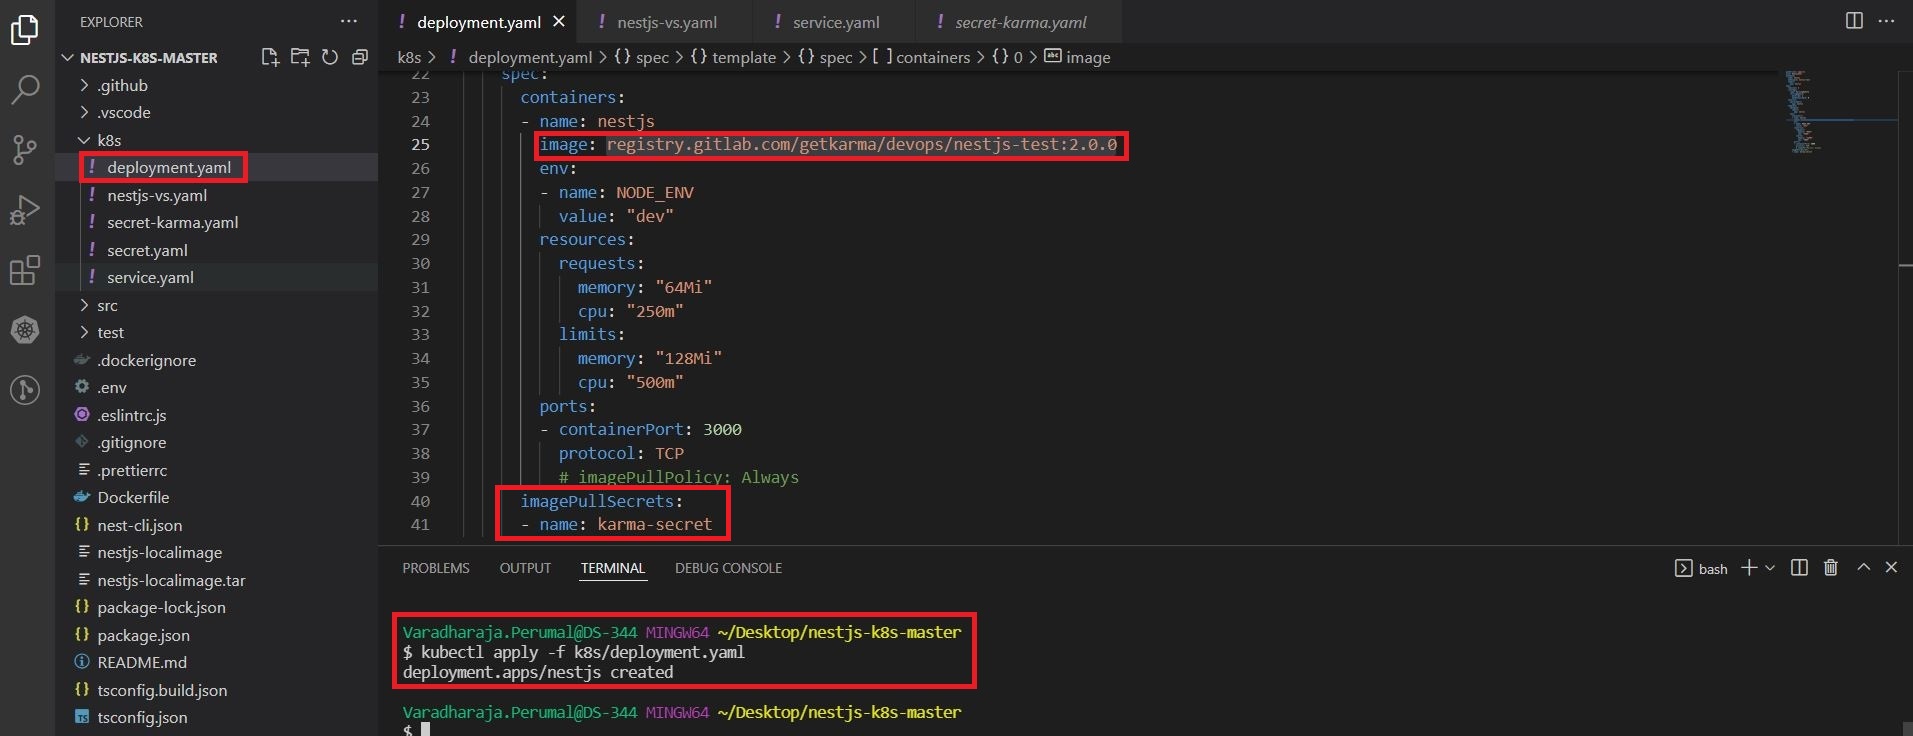 EXPLORER
NESTJS-K8S-MASTER
.github
.vscode
k8s
! deployment.yaml
! nestjs-vs.yaml
! secret-karma.yaml
! secret.yaml
! service.yaml
src
test
.dockerignore
.env
.eslintrc.js
.gitignore
.prettierrc
Dockerfile
{} nest-cli.json
nestjs-localimage
nestjs-localimage.tar
{} package-lock.json
{} package.json
README.md
{} tsconfig.build.json
TS tsconfig.json
! deployment.yaml ! nestjs-vs.yaml ! service.yaml ! secret-karma.yaml
k8s > ! deployment.yaml > {} spec > {} template > {} spec > [ ] containers > {} 0 > abc image
22 spec:
23 containers:
24 - name: nestjs
25 image: registry.gitlab.com/getkarma/devops/nestjs-test:2.0.0
26 env:
27 - name: NODE_ENV
28 value: "dev"
29 resources:
30 requests:
31 memory: "64Mi"
32 cpu: "250m"
33 limits:
34 memory: "128Mi"
35 cpu: "500m"
36 ports:
37 - containerPort: 3000
38 protocol: TCP
39 # imagePullPolicy: Always
40 imagePullSecrets:
41 - name: karma-secret
PROBLEMS OUTPUT TERMINAL DEBUG CONSOLE bash
Varadharaja.Perumal@DS-344 MINGW64 ~/Desktop/nestjs-k8s-master
$ kubectl apply -f k8s/deployment.yaml
deployment.apps/nestjs created
Varadharaja.Perumal@DS-344 MINGW64 ~/Desktop/nestjs-k8s-master
$